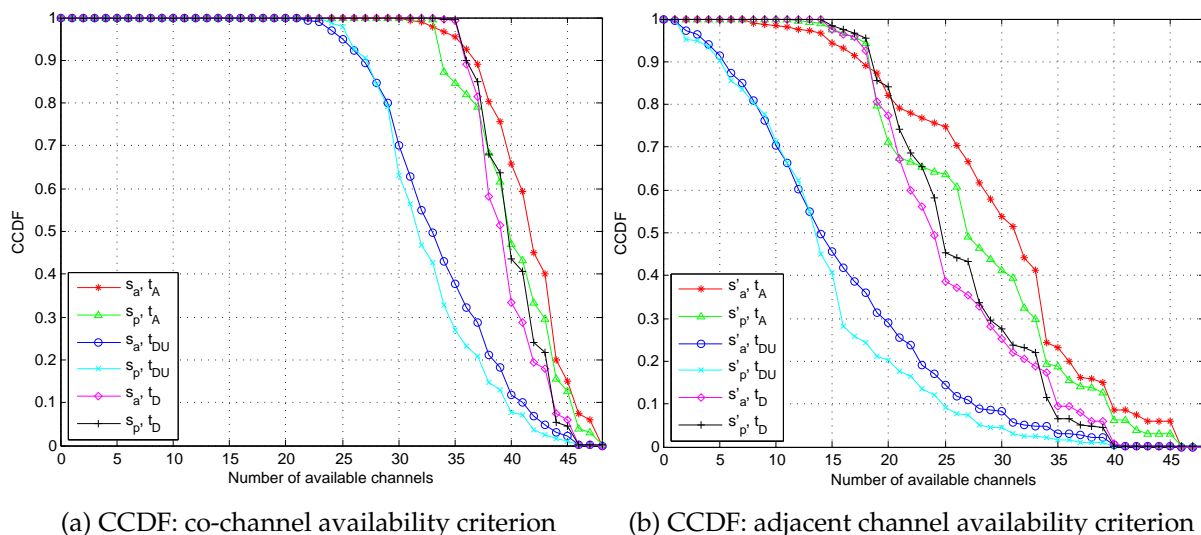 1
0.9
0.8
0.7
0.6
0.5
0.4
0.3
0.2
0.1
0
CCDF
0 5 10 15 20 25 30 35 40 45
Number of available channels
s_a, t_A
s_p, t_A
s_a, t_DU
s_p, t_DU
s_a, t_D
s_p, t_D
(a) CCDF: co-channel availability criterion
1
0.9
0.8
0.7
0.6
0.5
0.4
0.3
0.2
0.1
0
CCDF
0 5 10 15 20 25 30 35 40 45
Number of available channels
s'_a, t_A
s'_p, t_A
s'_a, t_DU
s'_p, t_DU
s'_a, t_D
s'_p, t_D
(b) CCDF: adjacent channel availability criterion